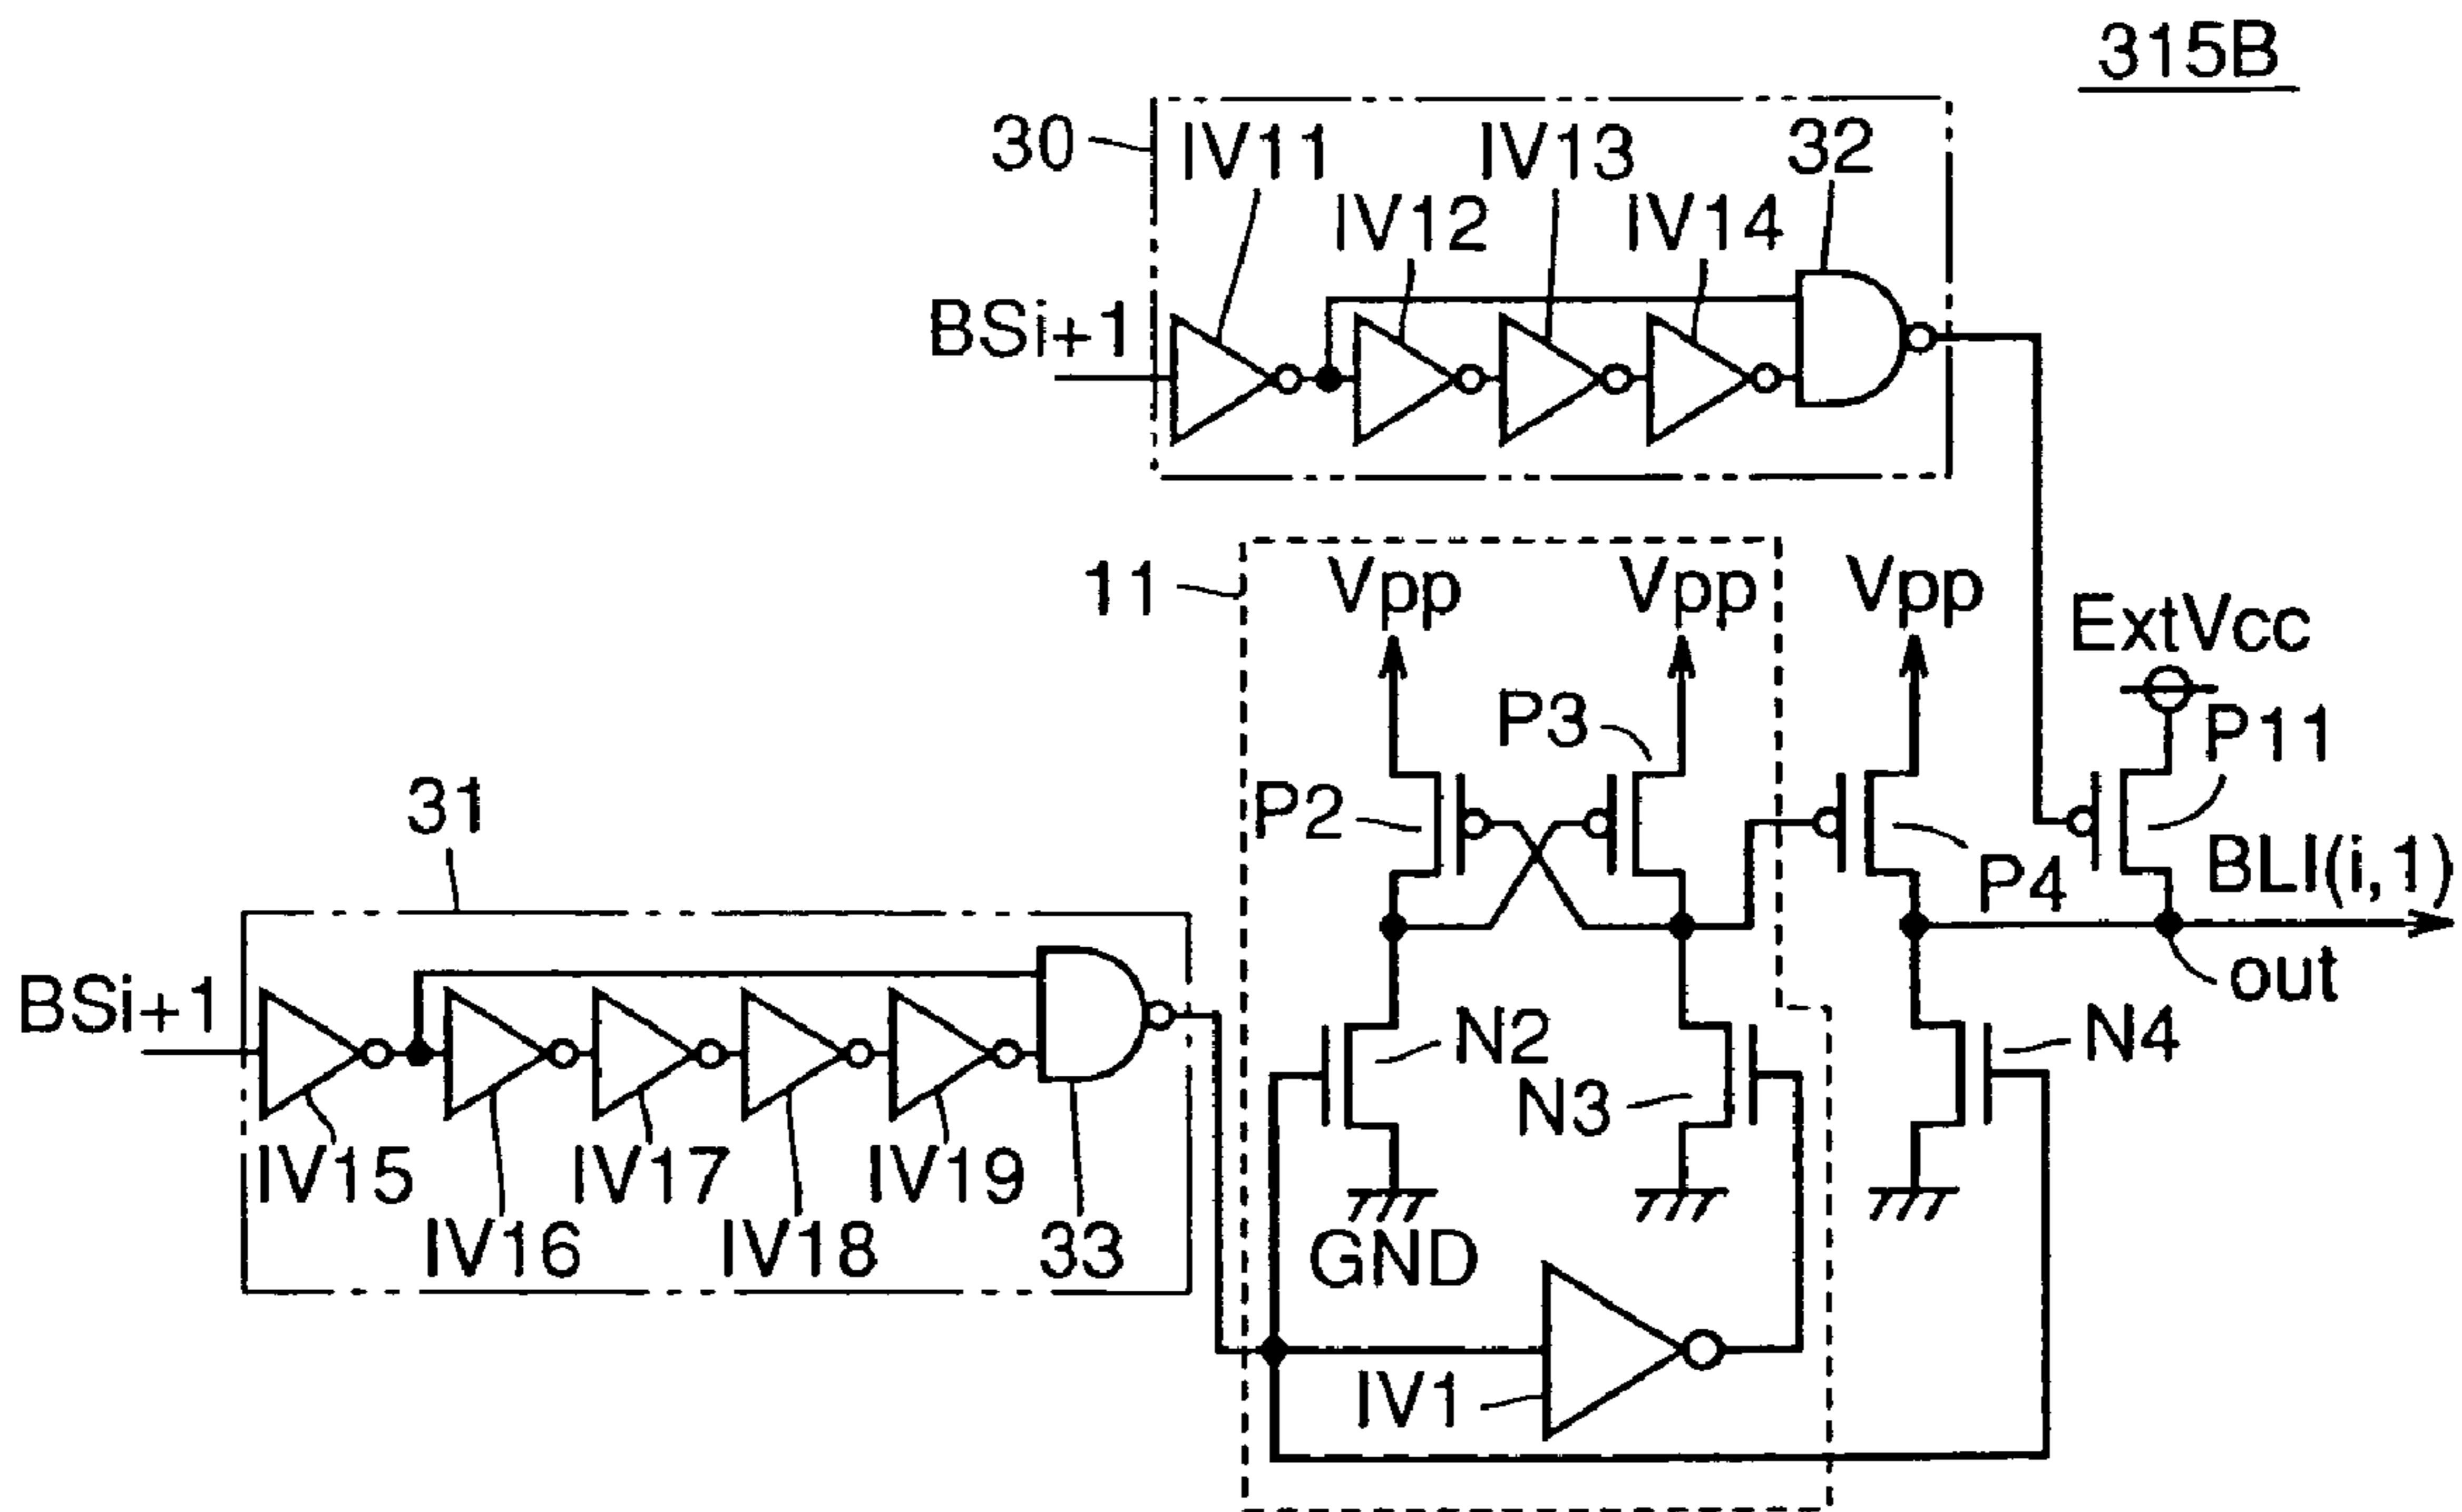 315B
30
IV11
IV13
32
IV12
IV14
BSi+1
11
Vpp
Vpp
Vpp
ExtVcc
P3
P11
31
P2
P4
BLI(i,1)
out
BSi+1
N2
N4
N3
IV15
IV17
IV19
IV16
IV18
33
GND
IV1